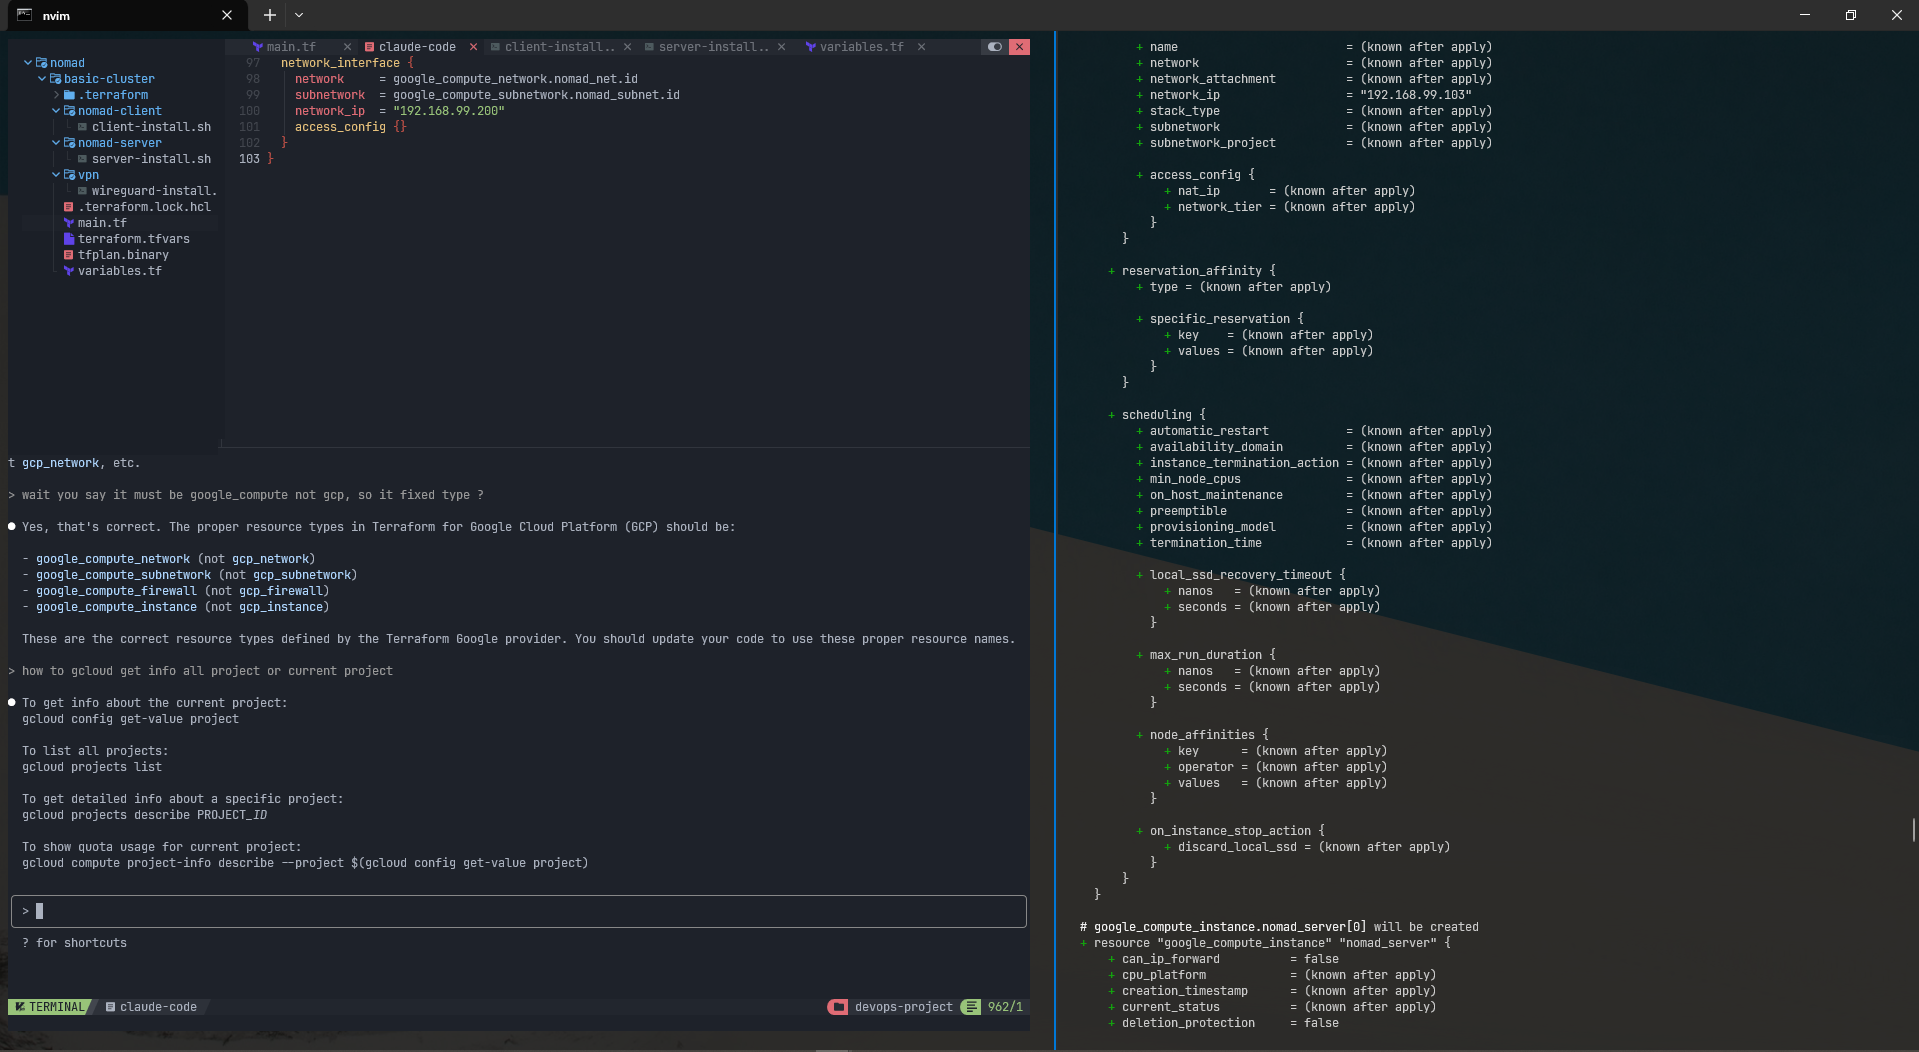 nvim
main.tf
claude-code
client-install..
server-install..
variables.tf
nomad
basic-cluster
.terraform
nomad-client
client-install.sh
nomad-server
server-install.sh
vpn
wireguard-install.
.terraform.lock.hcl
main.tf
terraform.tfvars
tfplan.binary
variables.tf
97 network_interface {
98 network = google_compute_network.nomad_net.id
99 subnetwork = google_compute_subnetwork.nomad_subnet.id
100 network_ip = "192.168.99.200"
101 access_config {}
102 }
103 }
t gcp_network, etc.
> wait you say it must be google_compute not gcp, so it fixed type ?
● Yes, that's correct. The proper resource types in Terraform for Google Cloud Platform (GCP) should be:
- google_compute_network (not gcp_network)
- google_compute_subnetwork (not gcp_subnetwork)
- google_compute_firewall (not gcp_firewall)
- google_compute_instance (not gcp_instance)
These are the correct resource types defined by the Terraform Google provider. You should update your code to use these proper resource names.
> how to gcloud get info all project or current project
● To get info about the current project:
gcloud config get-value project
To list all projects:
gcloud projects list
To get detailed info about a specific project:
gcloud projects describe PROJECT_ID
To show quota usage for current project:
gcloud compute project-info describe --project $(gcloud config get-value project)
>
? for shortcuts
TERMINAL
claude-code
devops-project
962/1
+ name = (known after apply)
+ network = (known after apply)
+ network_attachment = (known after apply)
+ network_ip = "192.168.99.103"
+ stack_type = (known after apply)
+ subnetwork = (known after apply)
+ subnetwork_project = (known after apply)
+ access_config {
+ nat_ip = (known after apply)
+ network_tier = (known after apply)
}
}
+ reservation_affinity {
+ type = (known after apply)
+ specific_reservation {
+ key = (known after apply)
+ values = (known after apply)
}
}
+ scheduling {
+ automatic_restart = (known after apply)
+ availability_domain = (known after apply)
+ instance_termination_action = (known after apply)
+ min_node_cpus = (known after apply)
+ on_host_maintenance = (known after apply)
+ preemptible = (known after apply)
+ provisioning_model = (known after apply)
+ termination_time = (known after apply)
+ local_ssd_recovery_timeout {
+ nanos = (known after apply)
+ seconds = (known after apply)
}
+ max_run_duration {
+ nanos = (known after apply)
+ seconds = (known after apply)
}
+ node_affinities {
+ key = (known after apply)
+ operator = (known after apply)
+ values = (known after apply)
}
+ on_instance_stop_action {
+ discard_local_ssd = (known after apply)
}
}
}
# google_compute_instance.nomad_server[0] will be created
+ resource "google_compute_instance" "nomad_server" {
+ can_ip_forward = false
+ cpu_platform = (known after apply)
+ creation_timestamp = (known after apply)
+ current_status = (known after apply)
+ deletion_protection = false